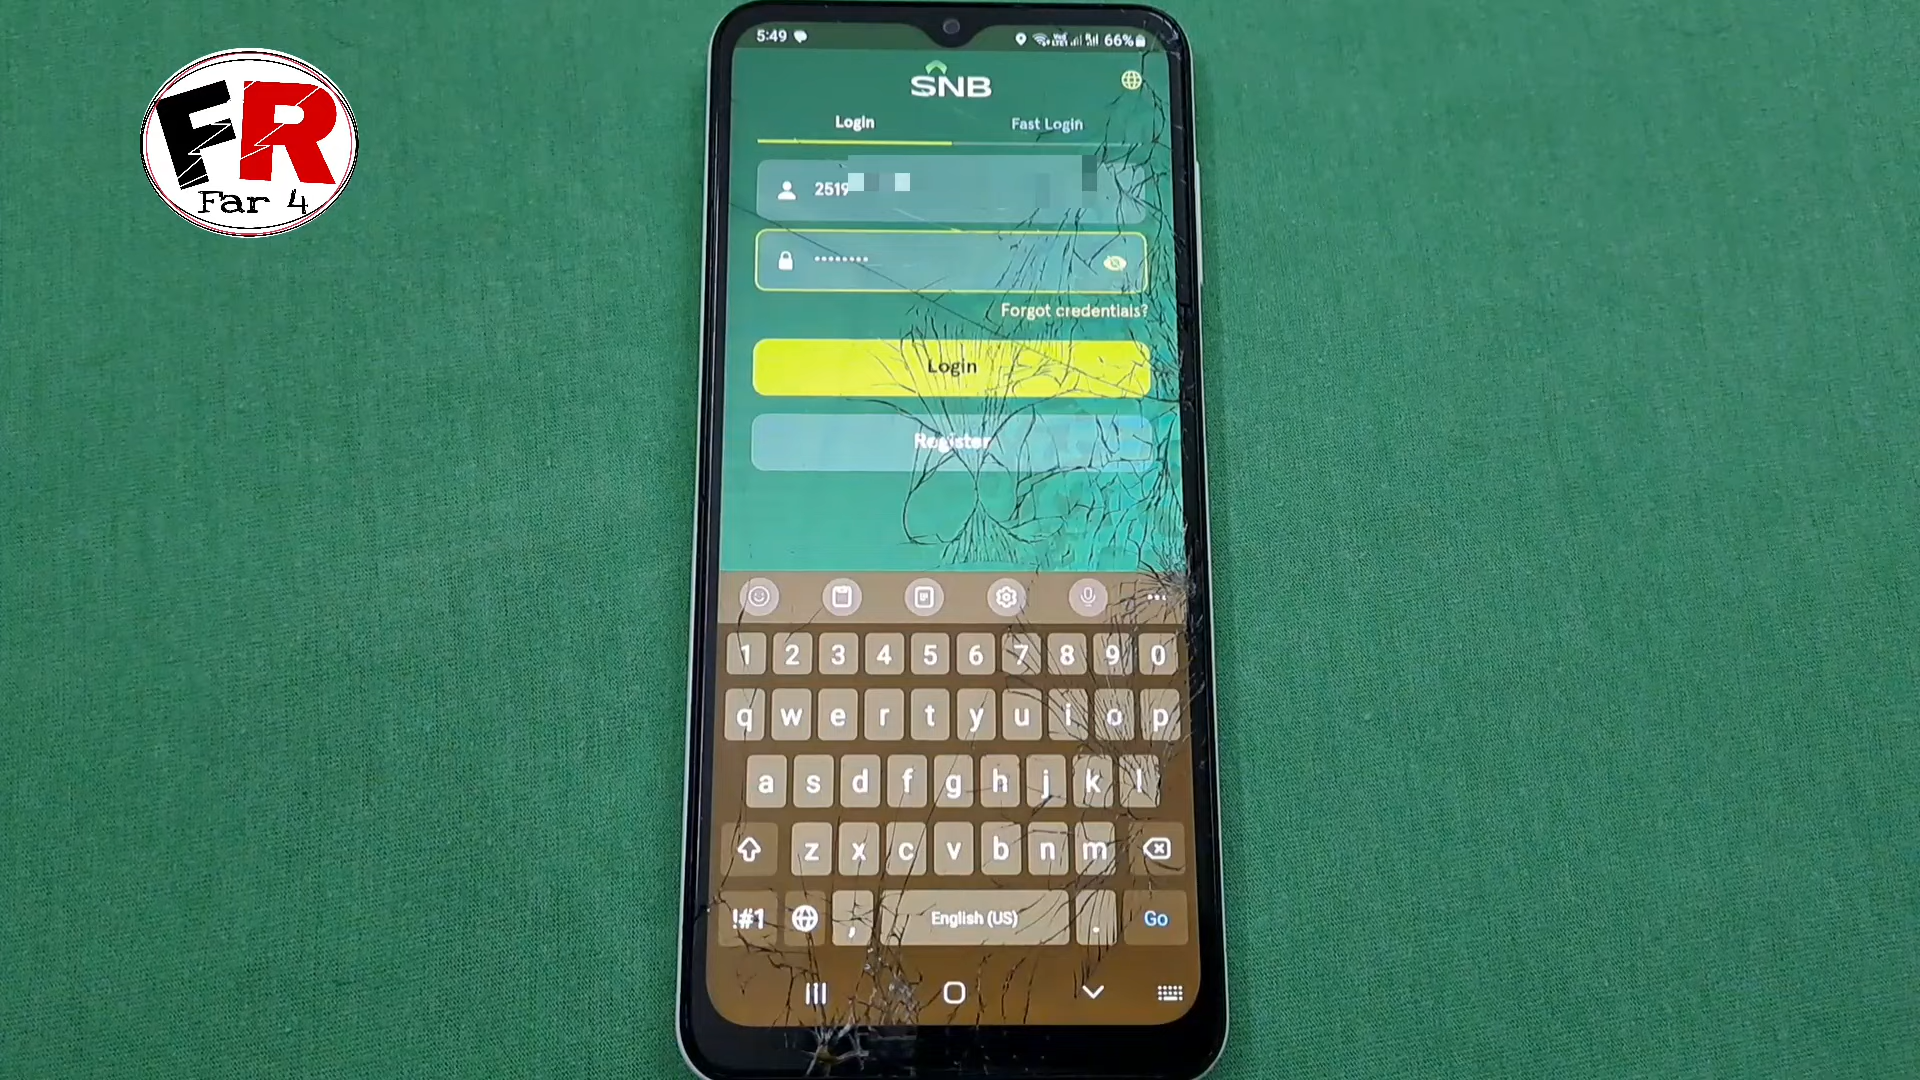 FR
Far 4
5:49
66%
SNB
Login
Fast Login
2519
Forgot credentials?
Login
Register
1 2 3 4 5 6 7 8 9 0
q w e r t y u i o p
a s d f g h j k l
z x c v b n m
!#1 , English (US) . Go